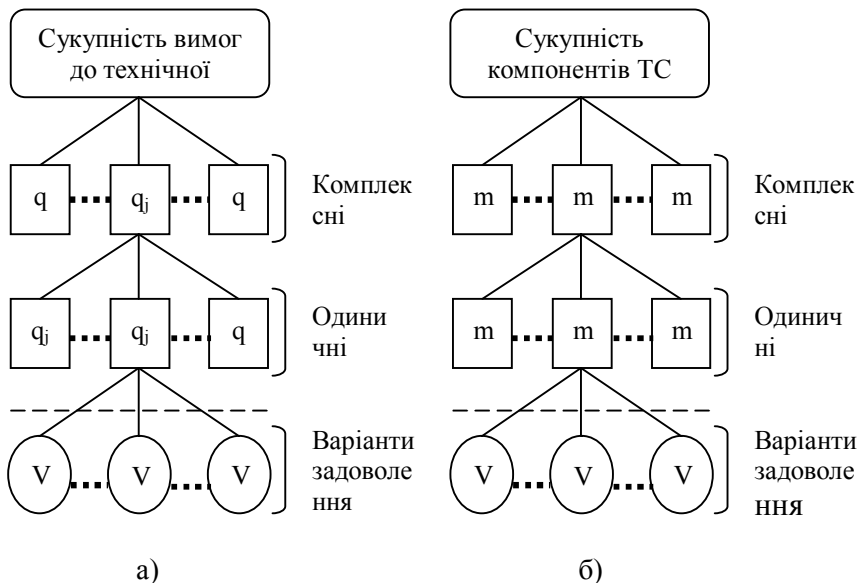 Сукупність вимог
до технічної
q
qj
q
Комплек
сні
qj
qj
q
Одини
чні
V
V
V
Варіанти
задоволе
ння
а)
Сукупність
компонентів ТС
m
m
m
Комплек
сні
m
m
m
Одинич
ні
V
V
V
Варіанти
задоволе
ння
б)